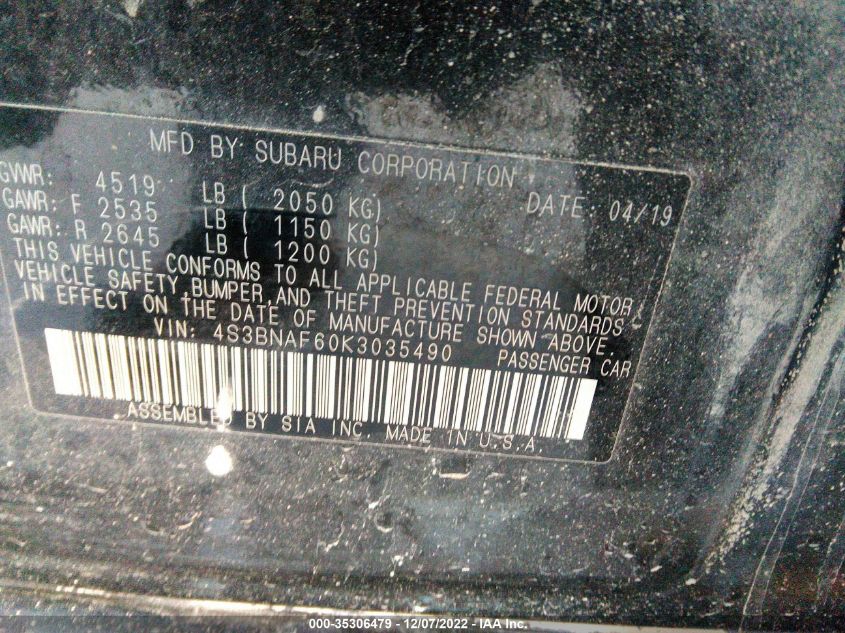 MFD BY: SUBARU CORPORATION
GVWR: 4519 LB ( 2050 KG) DATE: 04/19
GAWR: F 2535 LB ( 1150 KG)
GAWR: R 2645 LB ( 1200 KG)
THIS VEHICLE CONFORMS TO ALL APPLICABLE FEDERAL MOTOR
VEHICLE SAFETY, BUMPER, AND THEFT PREVENTION STANDARDS
IN EFFECT ON THE DATE OF MANUFACTURE SHOWN ABOVE.
VIN: 4S3BNAF60K3035490 PASSENGER CAR
ASSEMBLED BY SIA INC. MADE IN U.S.A.
000-35306479 - 12/07/2022 - IAA Inc.